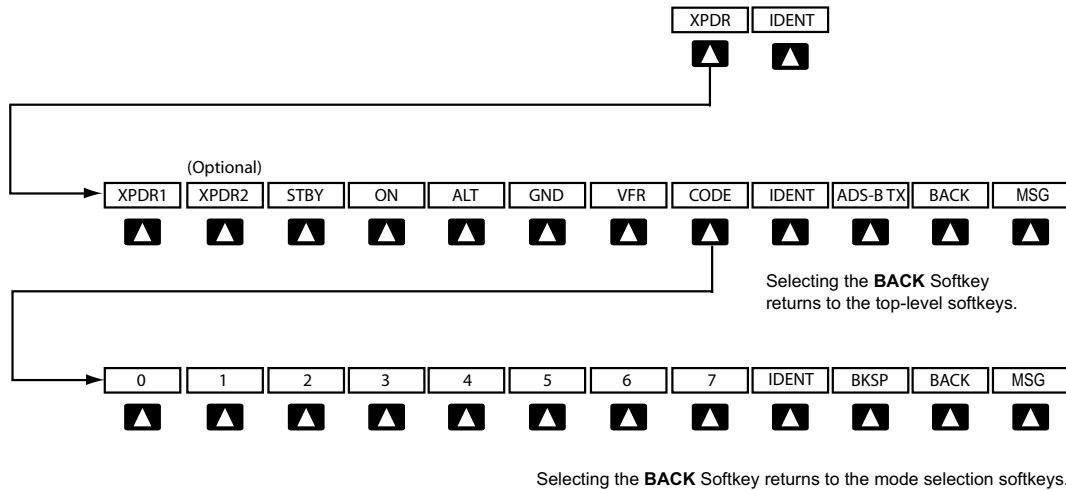 XPDR IDENT
(Optional)
XPDR1 XPDR2 STBY ON ALT GND VFR CODE IDENT ADS-B TX BACK MSG
Selecting the BACK Softkey
returns to the top-level softkeys.
0 1 2 3 4 5 6 7 IDENT BKSP BACK MSG
Selecting the BACK Softkey returns to the mode selection softkeys.